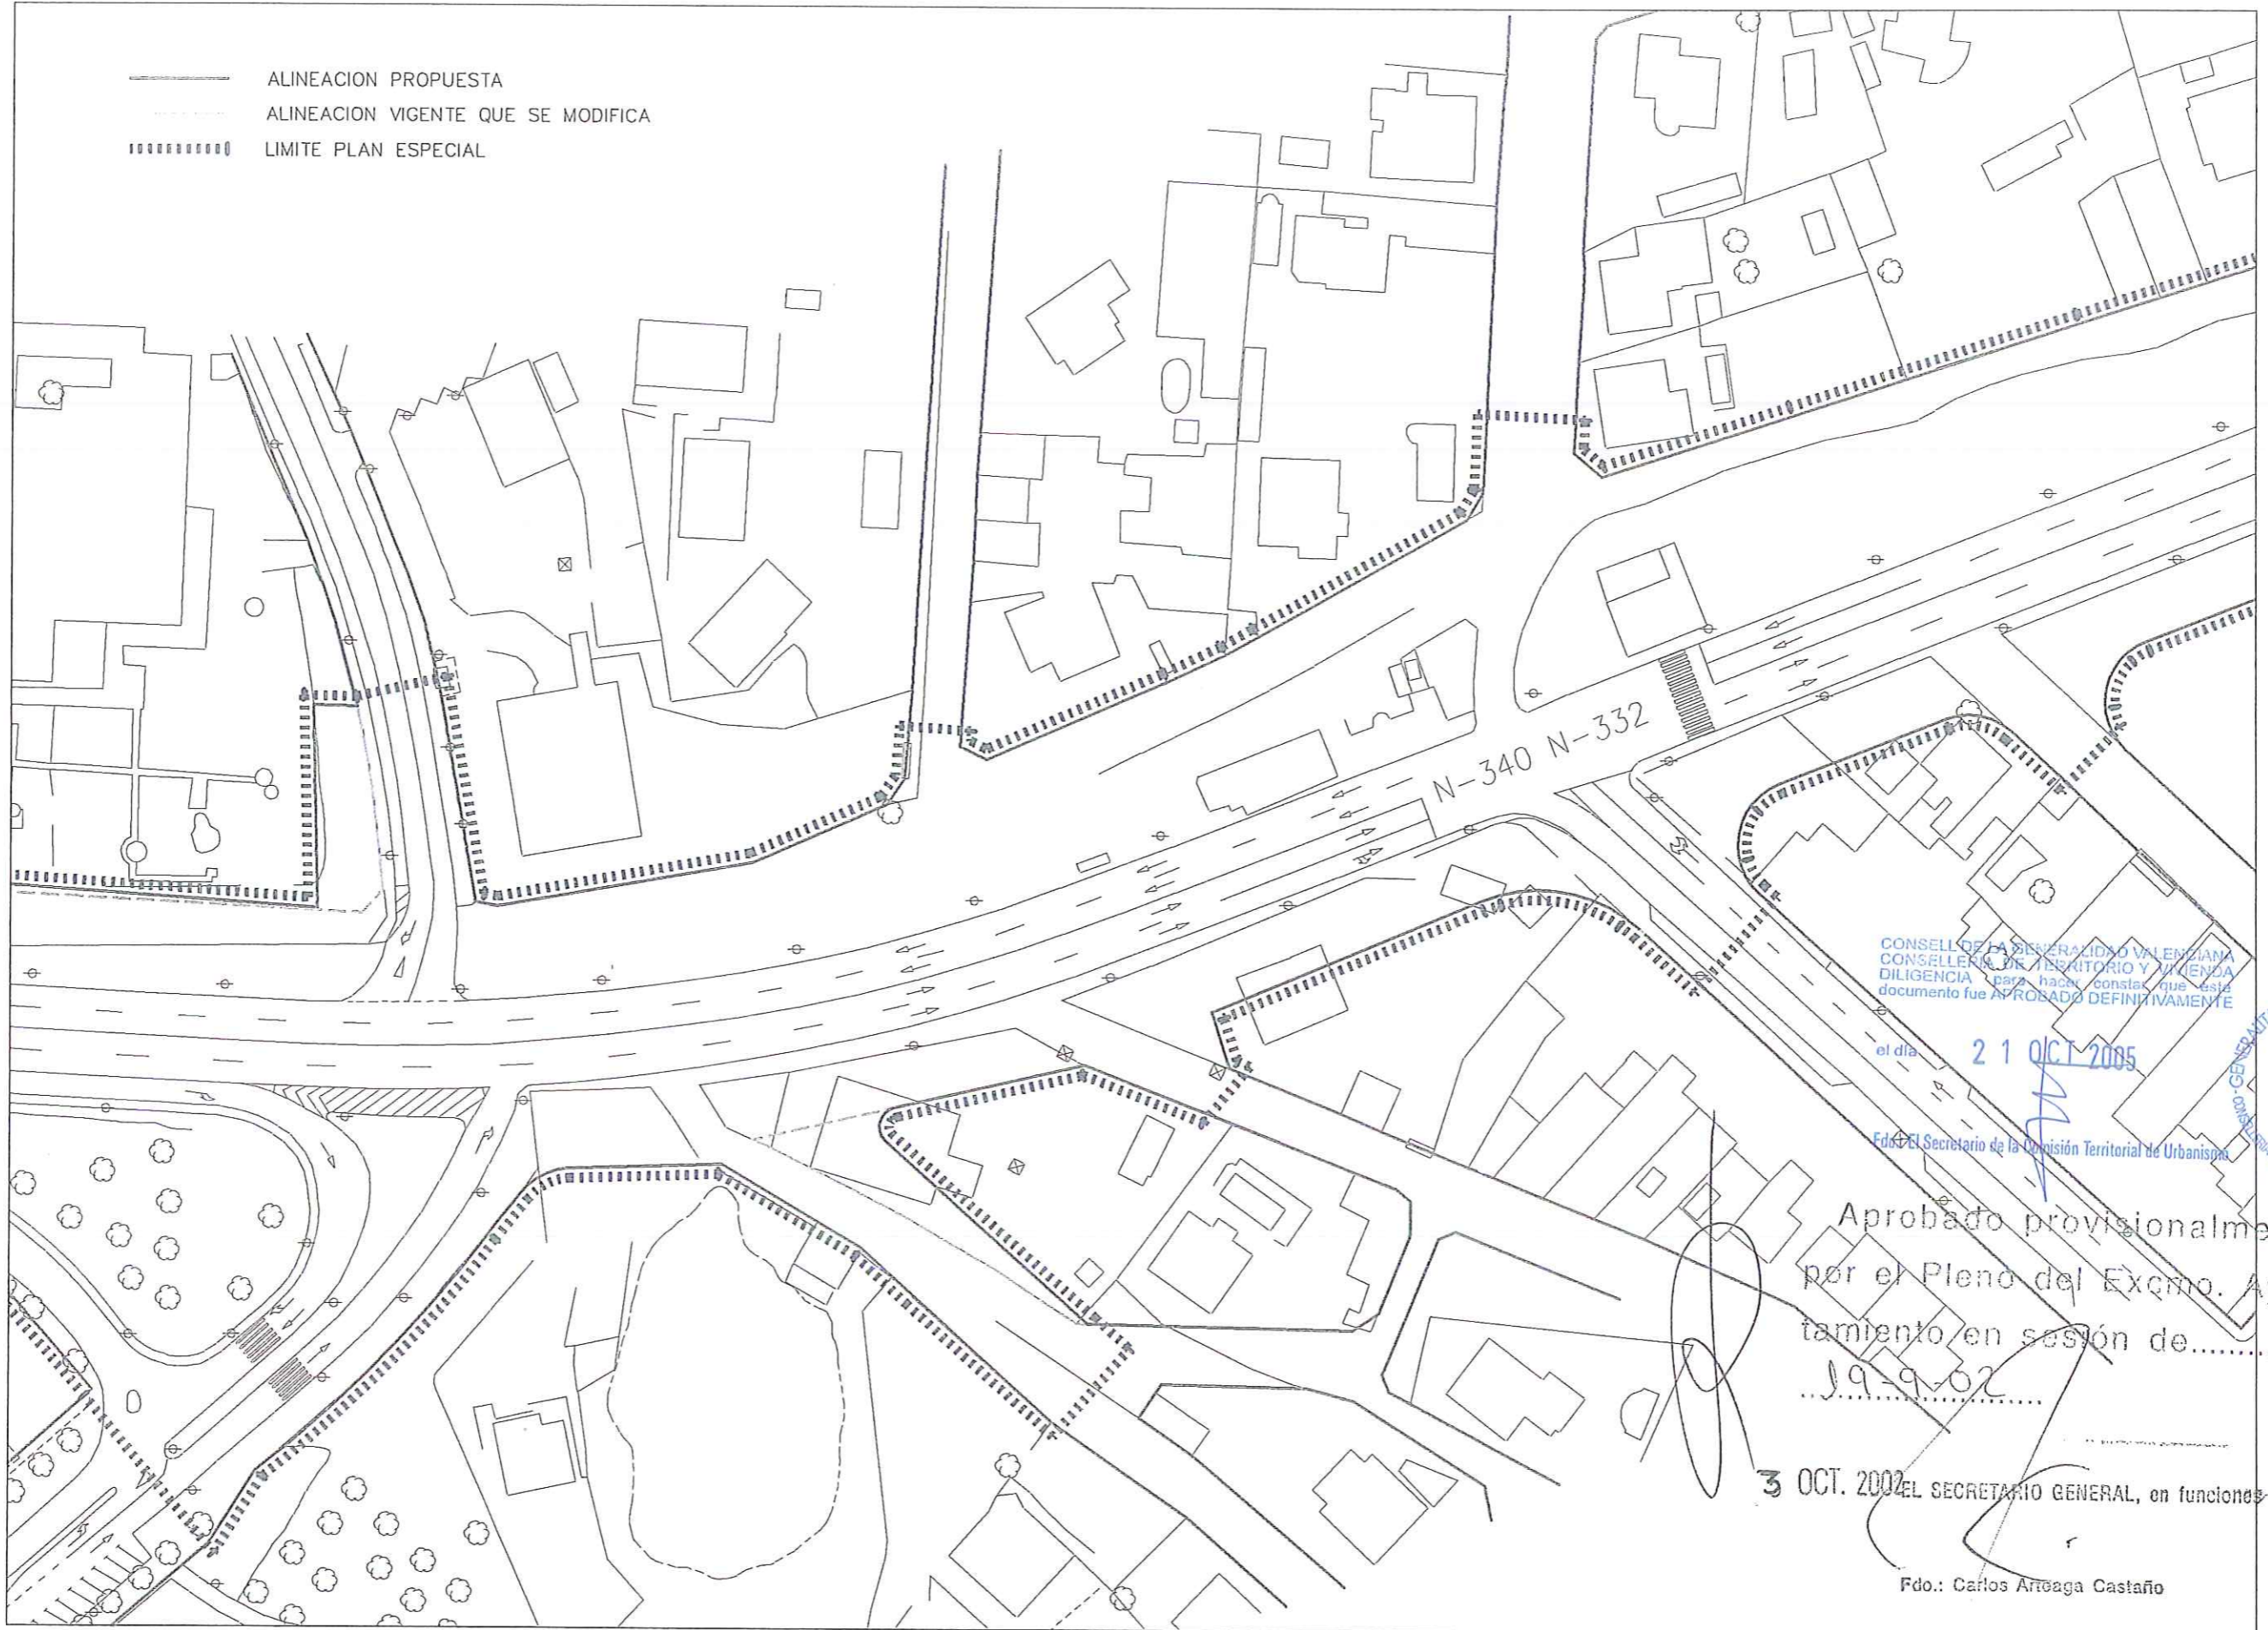 ALINEACION PROPUESTA
ALINEACION VIGENTE QUE SE MODIFICA
LIMITE PLAN ESPECIAL
N-340 N-332
CONSELL DE LA GENERALIDAD VALENCIANA
CONSELLERIA DE TERRITORIO Y VIVIENDA
DILIGENCIA para hacer constar que este
documento fue APROBADO DEFINITIVAMENTE
el día 21 OCT 2005
Fdo.: El Secretario de la Comisión Territorial de Urbanismo
Aprobado provisionalme
por el Pleno del Excmo. A
tamiento en sesión de........
...19-9-02...............
3 OCT. 2002 EL SECRETARIO GENERAL, en funciones
Fdo.: Carlos Arteaga Castaño